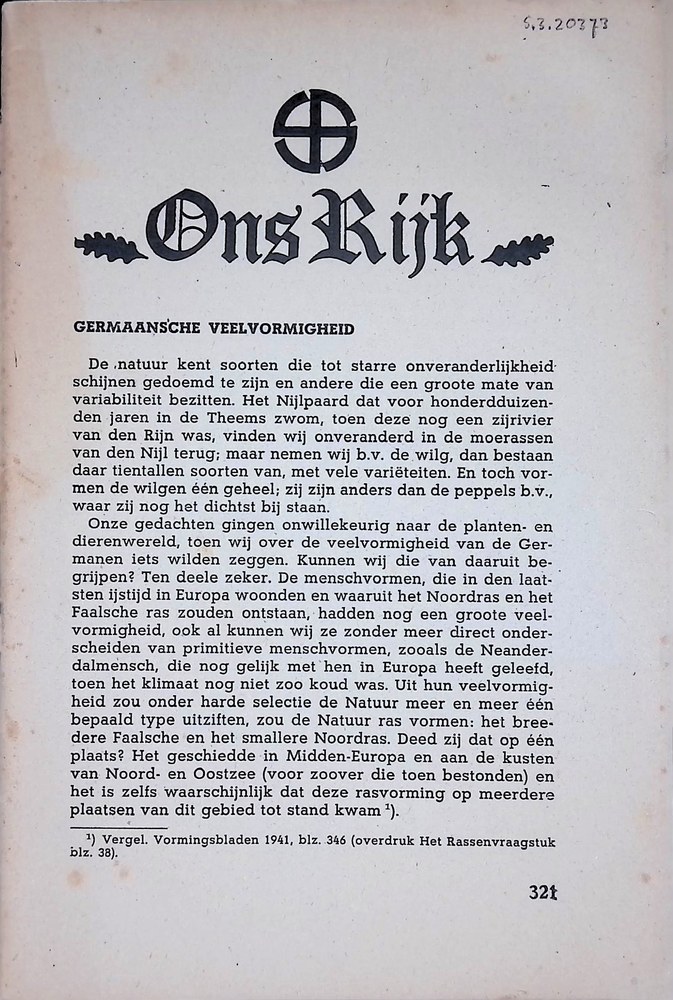 S.3.20373
Ons Rijk
GERMAANSCHE VEELVORMIGHEID
De natuur kent soorten die tot starre onveranderlijkheid
schijnen gedoemd te zijn en andere die een groote mate van
variabiliteit bezitten. Het Nijlpaard dat voor honderdduizen-
den jaren in de Theems zwom, toen deze nog een zijrivier
van den Rijn was, vinden wij onveranderd in de moerassen
van den Nijl terug; maar nemen wij b.v. de wilg, dan bestaan
daar tientallen soorten van, met vele variëteiten. En toch vor-
men de wilgen één geheel; zij zijn anders dan de peppels b.v.,
waar zij nog het dichtst bij staan.
Onze gedachten gingen onwillekeurig naar de planten- en
dierenwereld, toen wij over de veelvormigheid van de Ger-
manen iets wilden zeggen. Kunnen wij die van daaruit be-
grijpen? Ten deele zeker. De menschvormen, die in den laat-
sten ijstijd in Europa woonden en waaruit het Noordras en het
Faalsche ras zouden ontstaan, hadden nog een groote veel-
vormigheid, ook al kunnen wij ze zonder meer direct onder-
scheiden van primitieve menschvormen, zooals de Neander-
dalmensch, die nog gelijk met hen in Europa heeft geleefd,
toen het klimaat nog niet zoo koud was. Uit hun veelvormig-
heid zou onder harde selectie de Natuur meer en meer één
bepaald type uitziften, zou de Natuur ras vormen: het bree-
dere Faalsche en het smallere Noordras. Deed zij dat op één
plaats? Het geschiedde in Midden-Europa en aan de kusten
van Noord- en Oostzee (voor zoover die toen bestonden) en
het is zelfs waarschijnlijk dat deze rasvorming op meerdere
plaatsen van dit gebied tot stand kwam ¹).
¹) Vergel. Vormingsbladen 1941, blz. 346 (overdruk Het Rassenvraagstuk
blz. 38).
321